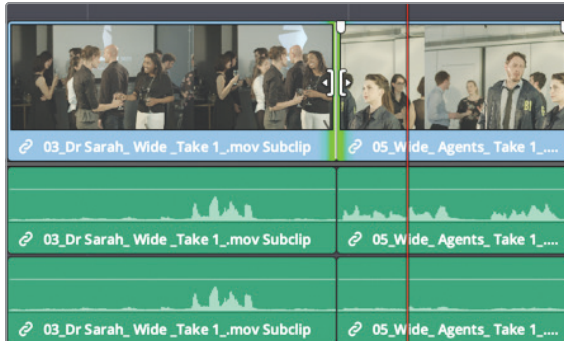 03_Dr Sarah_ Wide _Take 1_.mov Subclip
05_Wide_ Agents_ Take 1_....
03_Dr Sarah_ Wide _Take 1_.mov Subclip
05_Wide_ Agents_ Take 1_....
03_Dr Sarah_ Wide _Take 1_.mov Subclip
05_Wide_ Agents_ Take 1_....